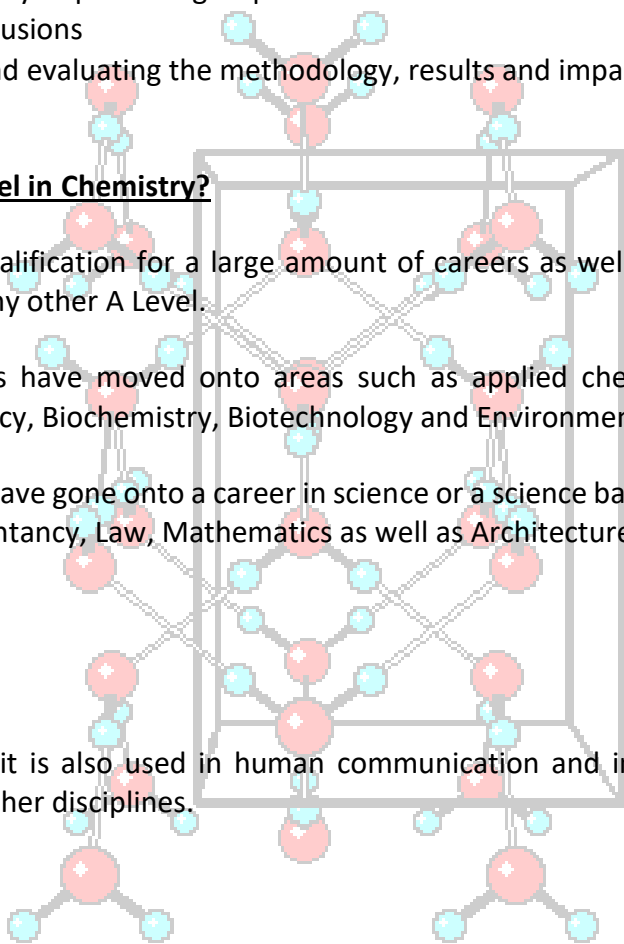 usions
nd evaluating the methodology, results and impa
el in Chemistry?
alification for a large amount of careers as wel
ny other A Level.
s have moved onto areas such as applied che
cy, Biochemistry, Biotechnology and Environmen
ave gone onto a career in science or a science ba
ntancy, Law, Mathematics as well as Architecture
it is also used in human communication and i
her disciplines.